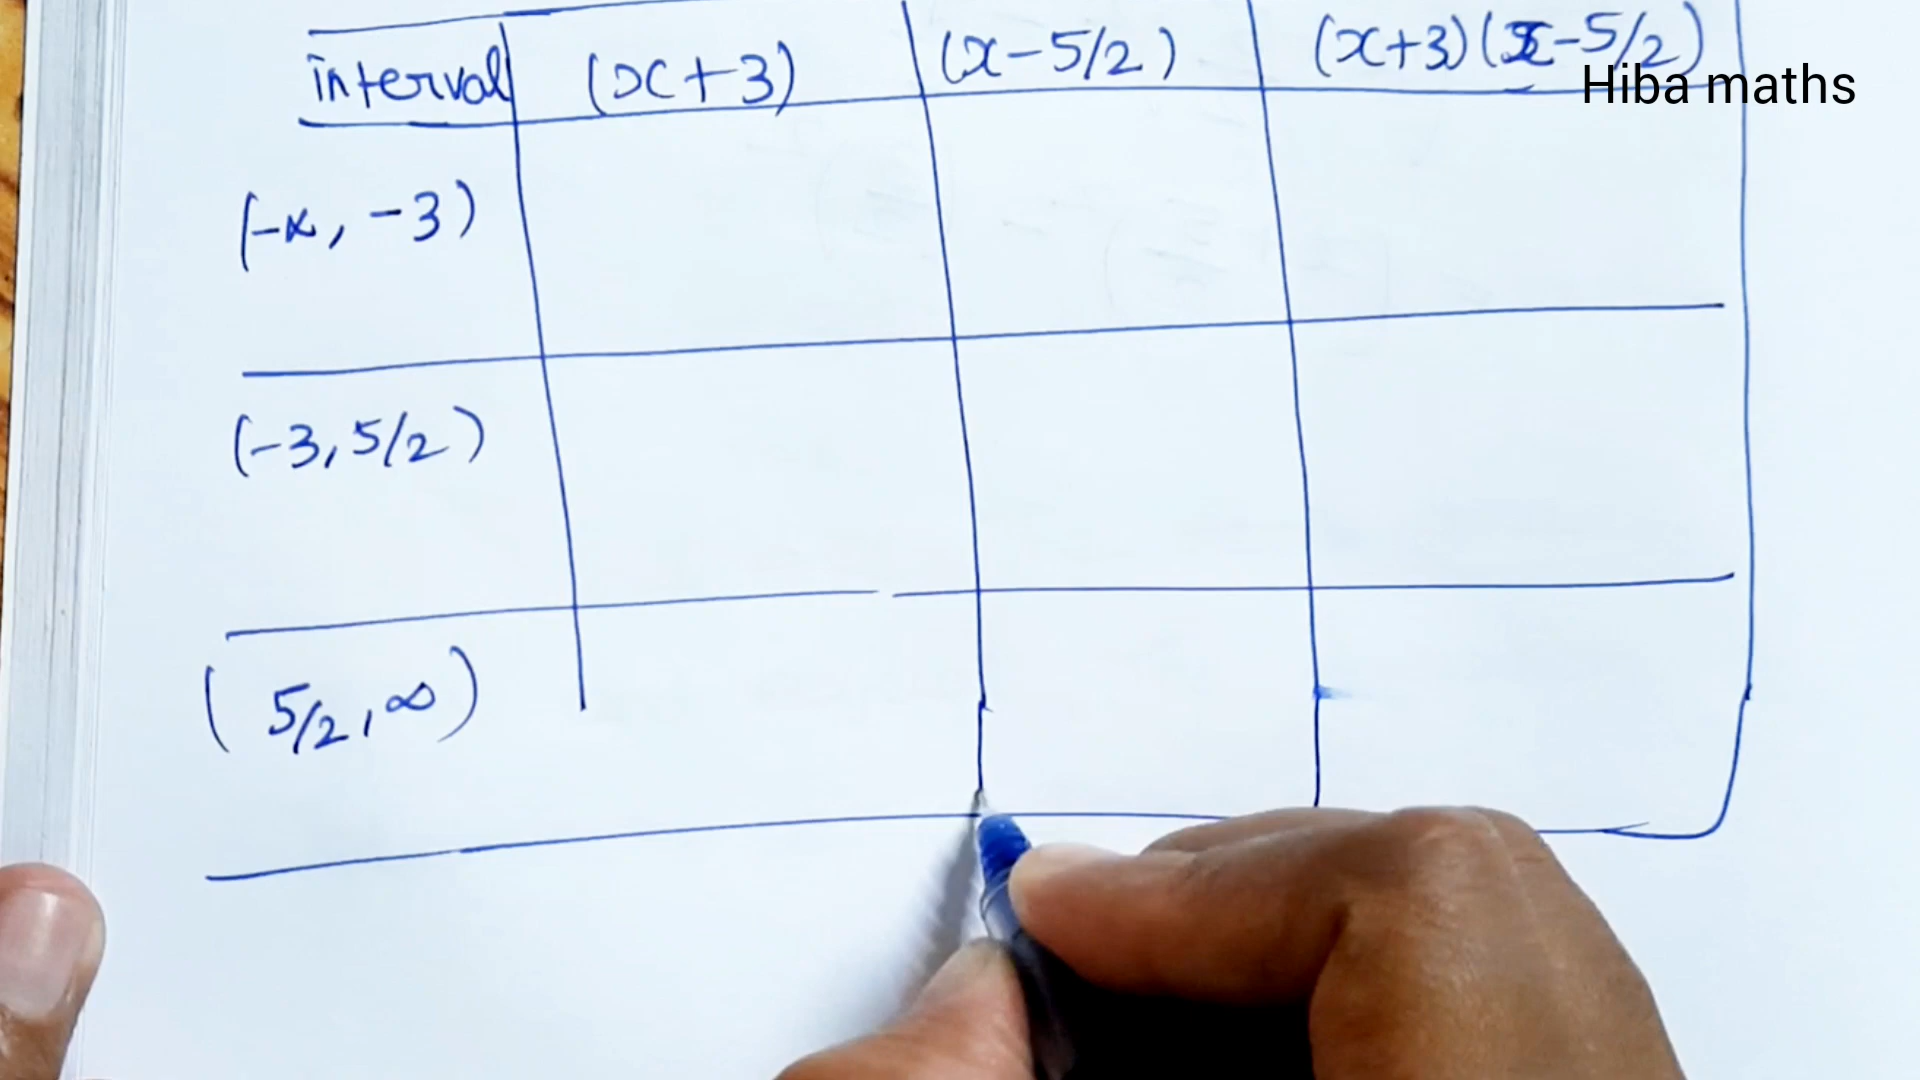 interval (x+3) (x-5/2) (x+3)(x-5/2)
Hiba maths
(-∝, -3)
(-3, 5/2)
(5/2, ∞)